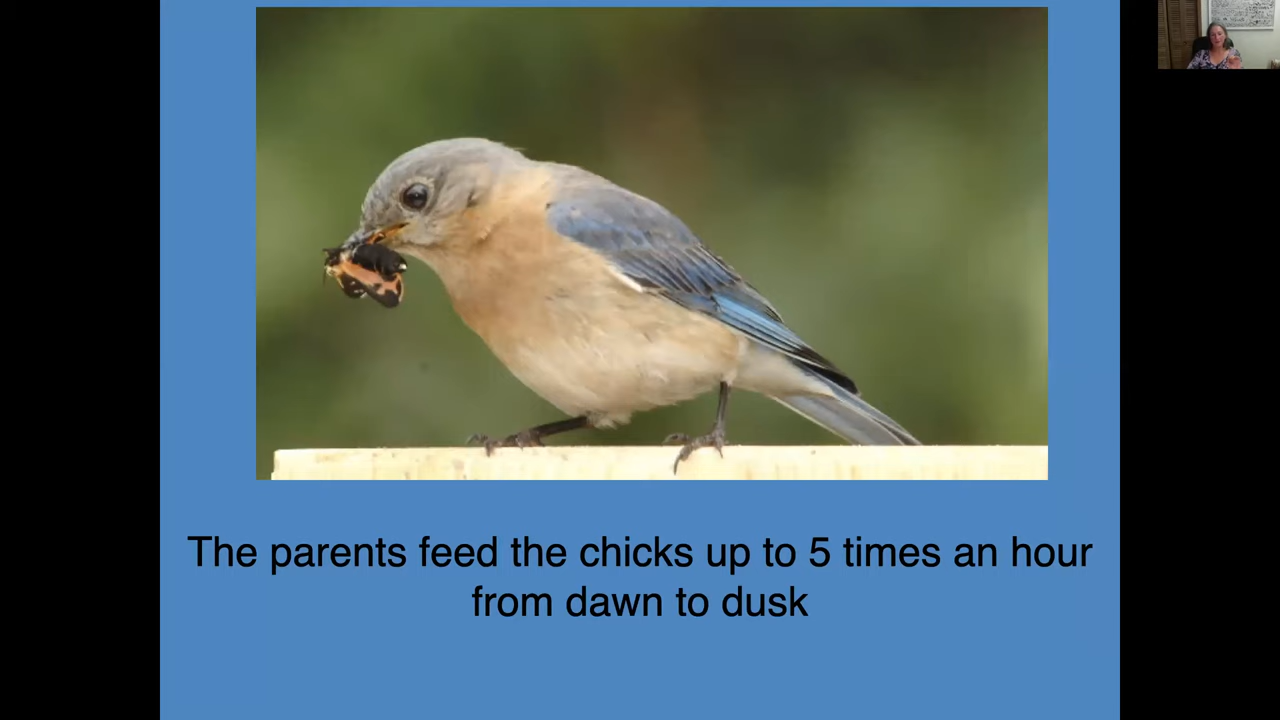 The parents feed the chicks up to 5 times an hour
from dawn to dusk